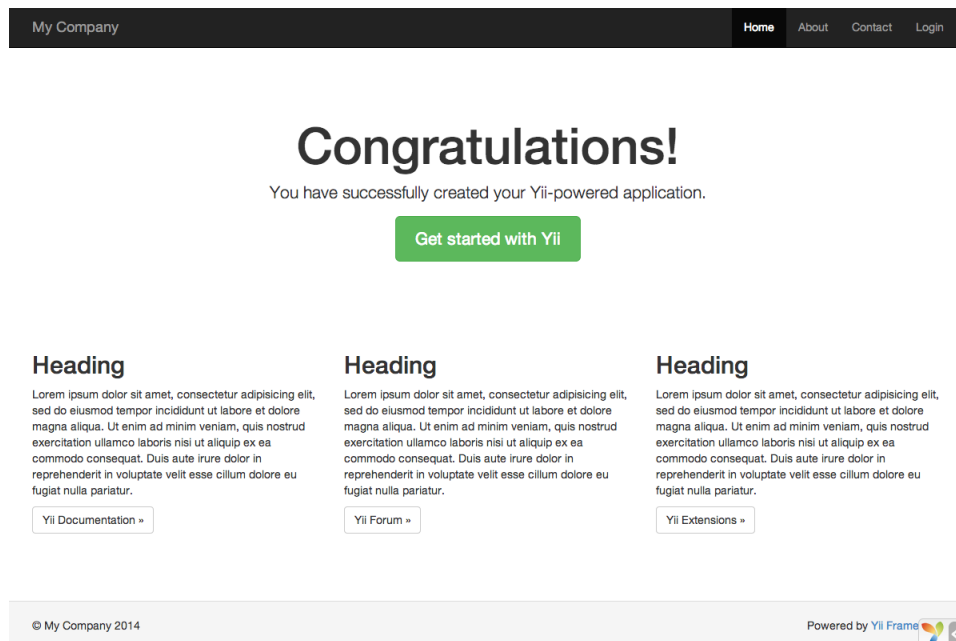 My Company
Home About Contact Login
Congratulations!
You have successfully created your Yii-powered application.
Get started with Yii
Heading
Lorem ipsum dolor sit amet, consectetur adipisicing elit,
sed do eiusmod tempor incididunt ut labore et dolore
magna aliqua. Ut enim ad minim veniam, quis nostrud
exercitation ullamco laboris nisi ut aliquip ex ea
commodo consequat. Duis aute irure dolor in
reprehenderit in voluptate velit esse cillum dolore eu
fugiat nulla pariatur.
Yii Documentation »
Heading
Lorem ipsum dolor sit amet, consectetur adipisicing elit,
sed do eiusmod tempor incididunt ut labore et dolore
magna aliqua. Ut enim ad minim veniam, quis nostrud
exercitation ullamco laboris nisi ut aliquip ex ea
commodo consequat. Duis aute irure dolor in
reprehenderit in voluptate velit esse cillum dolore eu
fugiat nulla pariatur.
Yii Forum »
Heading
Lorem ipsum dolor sit amet, consectetur adipisicing elit,
sed do eiusmod tempor incididunt ut labore et dolore
magna aliqua. Ut enim ad minim veniam, quis nostrud
exercitation ullamco laboris nisi ut aliquip ex ea
commodo consequat. Duis aute irure dolor in
reprehenderit in voluptate velit esse cillum dolore eu
fugiat nulla pariatur.
Yii Extensions »
© My Company 2014
Powered by Yii Frame